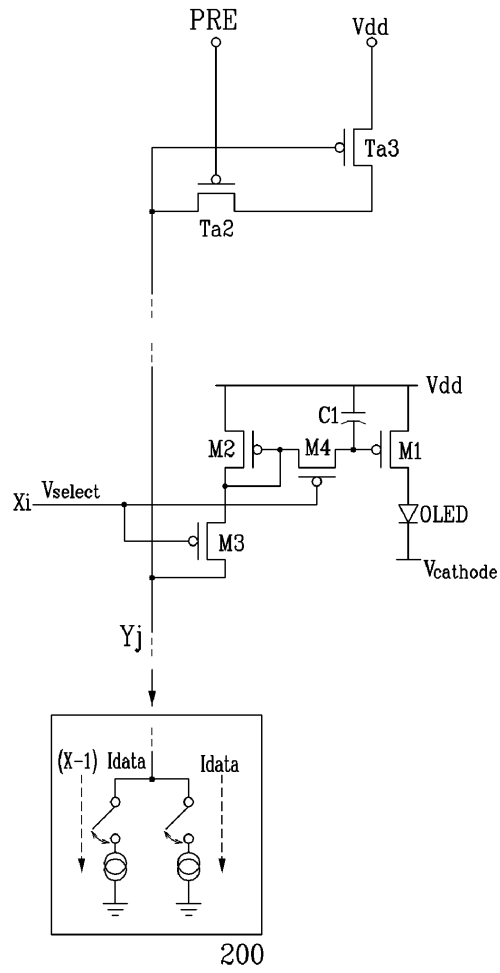 PRE
Vdd
Ta3
Ta2
Vdd
C1
M2
M4
M1
Xi
Vselect
OLED
M3
Vcathode
Yj
(X-1) Idata
Idata
200